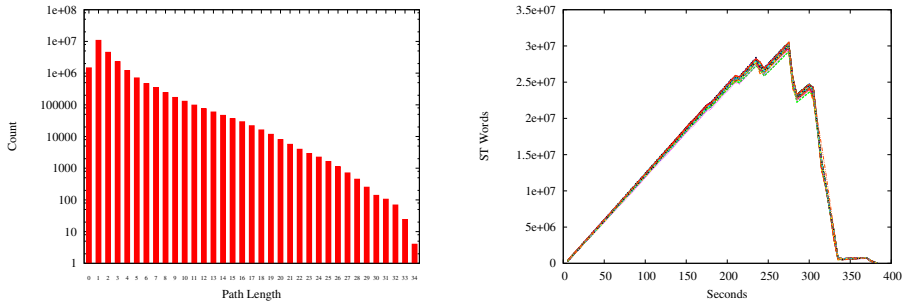 1e+08
1e+07
1e+06
100000
10000
1000
100
10
1
Count
0 1 2 3 4 5 6 7 8 9 10 11 12 13 14 15 16 17 18 19 20 21 22 23 24 25 26 27 28 29 30 31 32 33 34
Path Length
3.5e+07
3e+07
2.5e+07
2e+07
1.5e+07
1e+07
5e+06
0
ST Words
0 50 100 150 200 250 300 350 400
Seconds